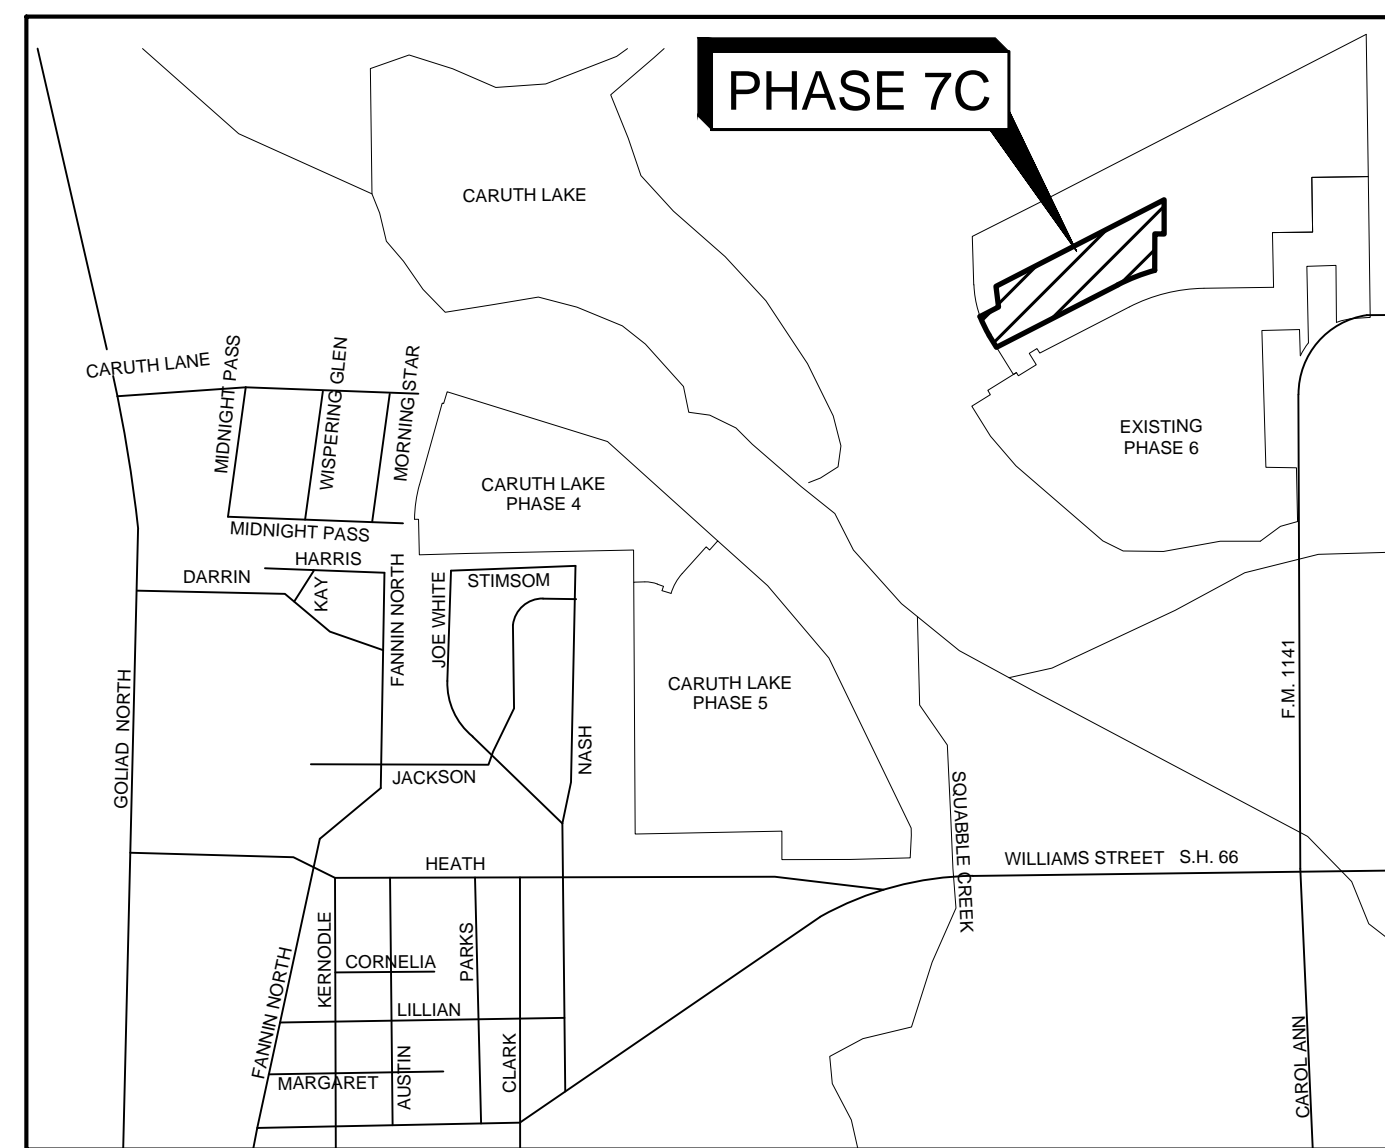 PHASE 7C
CARUTH LAKE
CARUTH LANE
MIDNIGHT PASS
WISPERING GLEN
MORNING STAR
EXISTING
PHASE 6
CARUTH LAKE
PHASE 4
MIDNIGHT PASS
HARRIS
DARRIN
KAY
FANNIN NORTH
JOE WHITE
STIMSOM
CARUTH LAKE
PHASE 5
F.M. 1141
GOLIAD NORTH
NASH
JACKSON
SQUABBLE CREEK
HEATH
WILLIAMS STREET S.H. 66
KERNODLE
PARKS
CORNELIA
FANNIN NORTH
LILLIAN
CLARK
AUSTIN
MARGARET
CAROL ANN